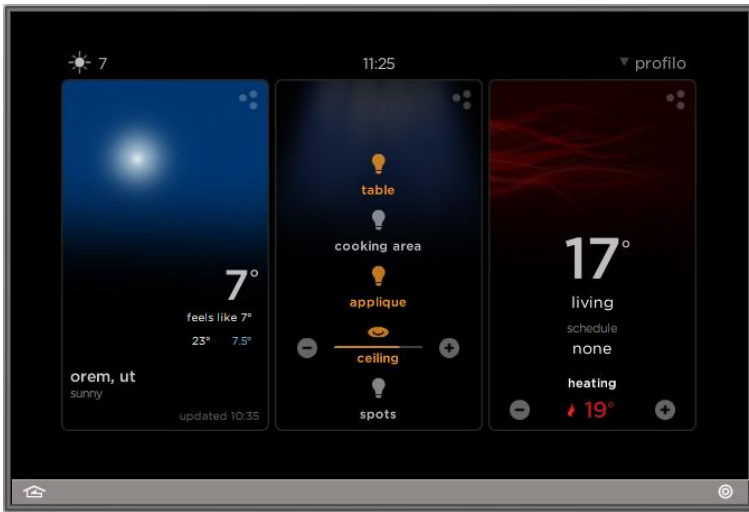 7
11:25
profilo
7°
feels like 7°
23° 7.5°
orem, ut
sunny
updated 10:35
table
cooking area
applique
ceiling
spots
17°
living
schedule
none
heating
19°